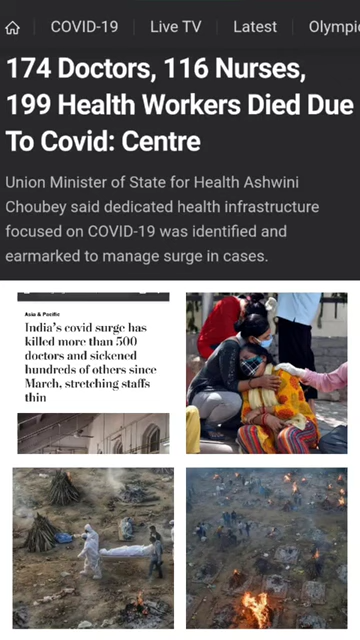 COVID-19 Live TV Latest Olympi
174 Doctors, 116 Nurses,
199 Health Workers Died Due
To Covid: Centre
Union Minister of State for Health Ashwini
Choubey said dedicated health infrastructure
focused on COVID-19 was identified and
earmarked to manage surge in cases.
Asia & Pacific
India's covid surge has
killed more than 500
doctors and sickened
hundreds of others since
March, stretching staffs
thin